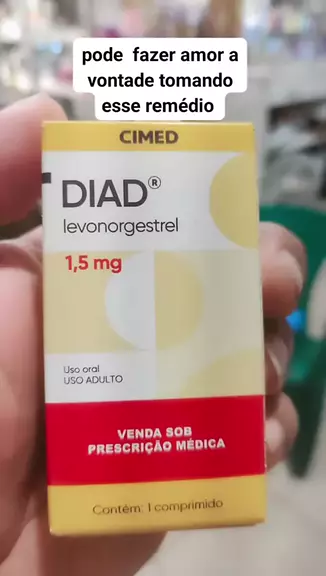 pode fazer amor a
vontade tomando
esse remédio
CIMED
DIAD®
levonorgestrel
1,5 mg
Uso oral
USO ADULTO
VENDA SOB
PRESCRIÇÃO MÉDICA
Contém: 1 comprimido